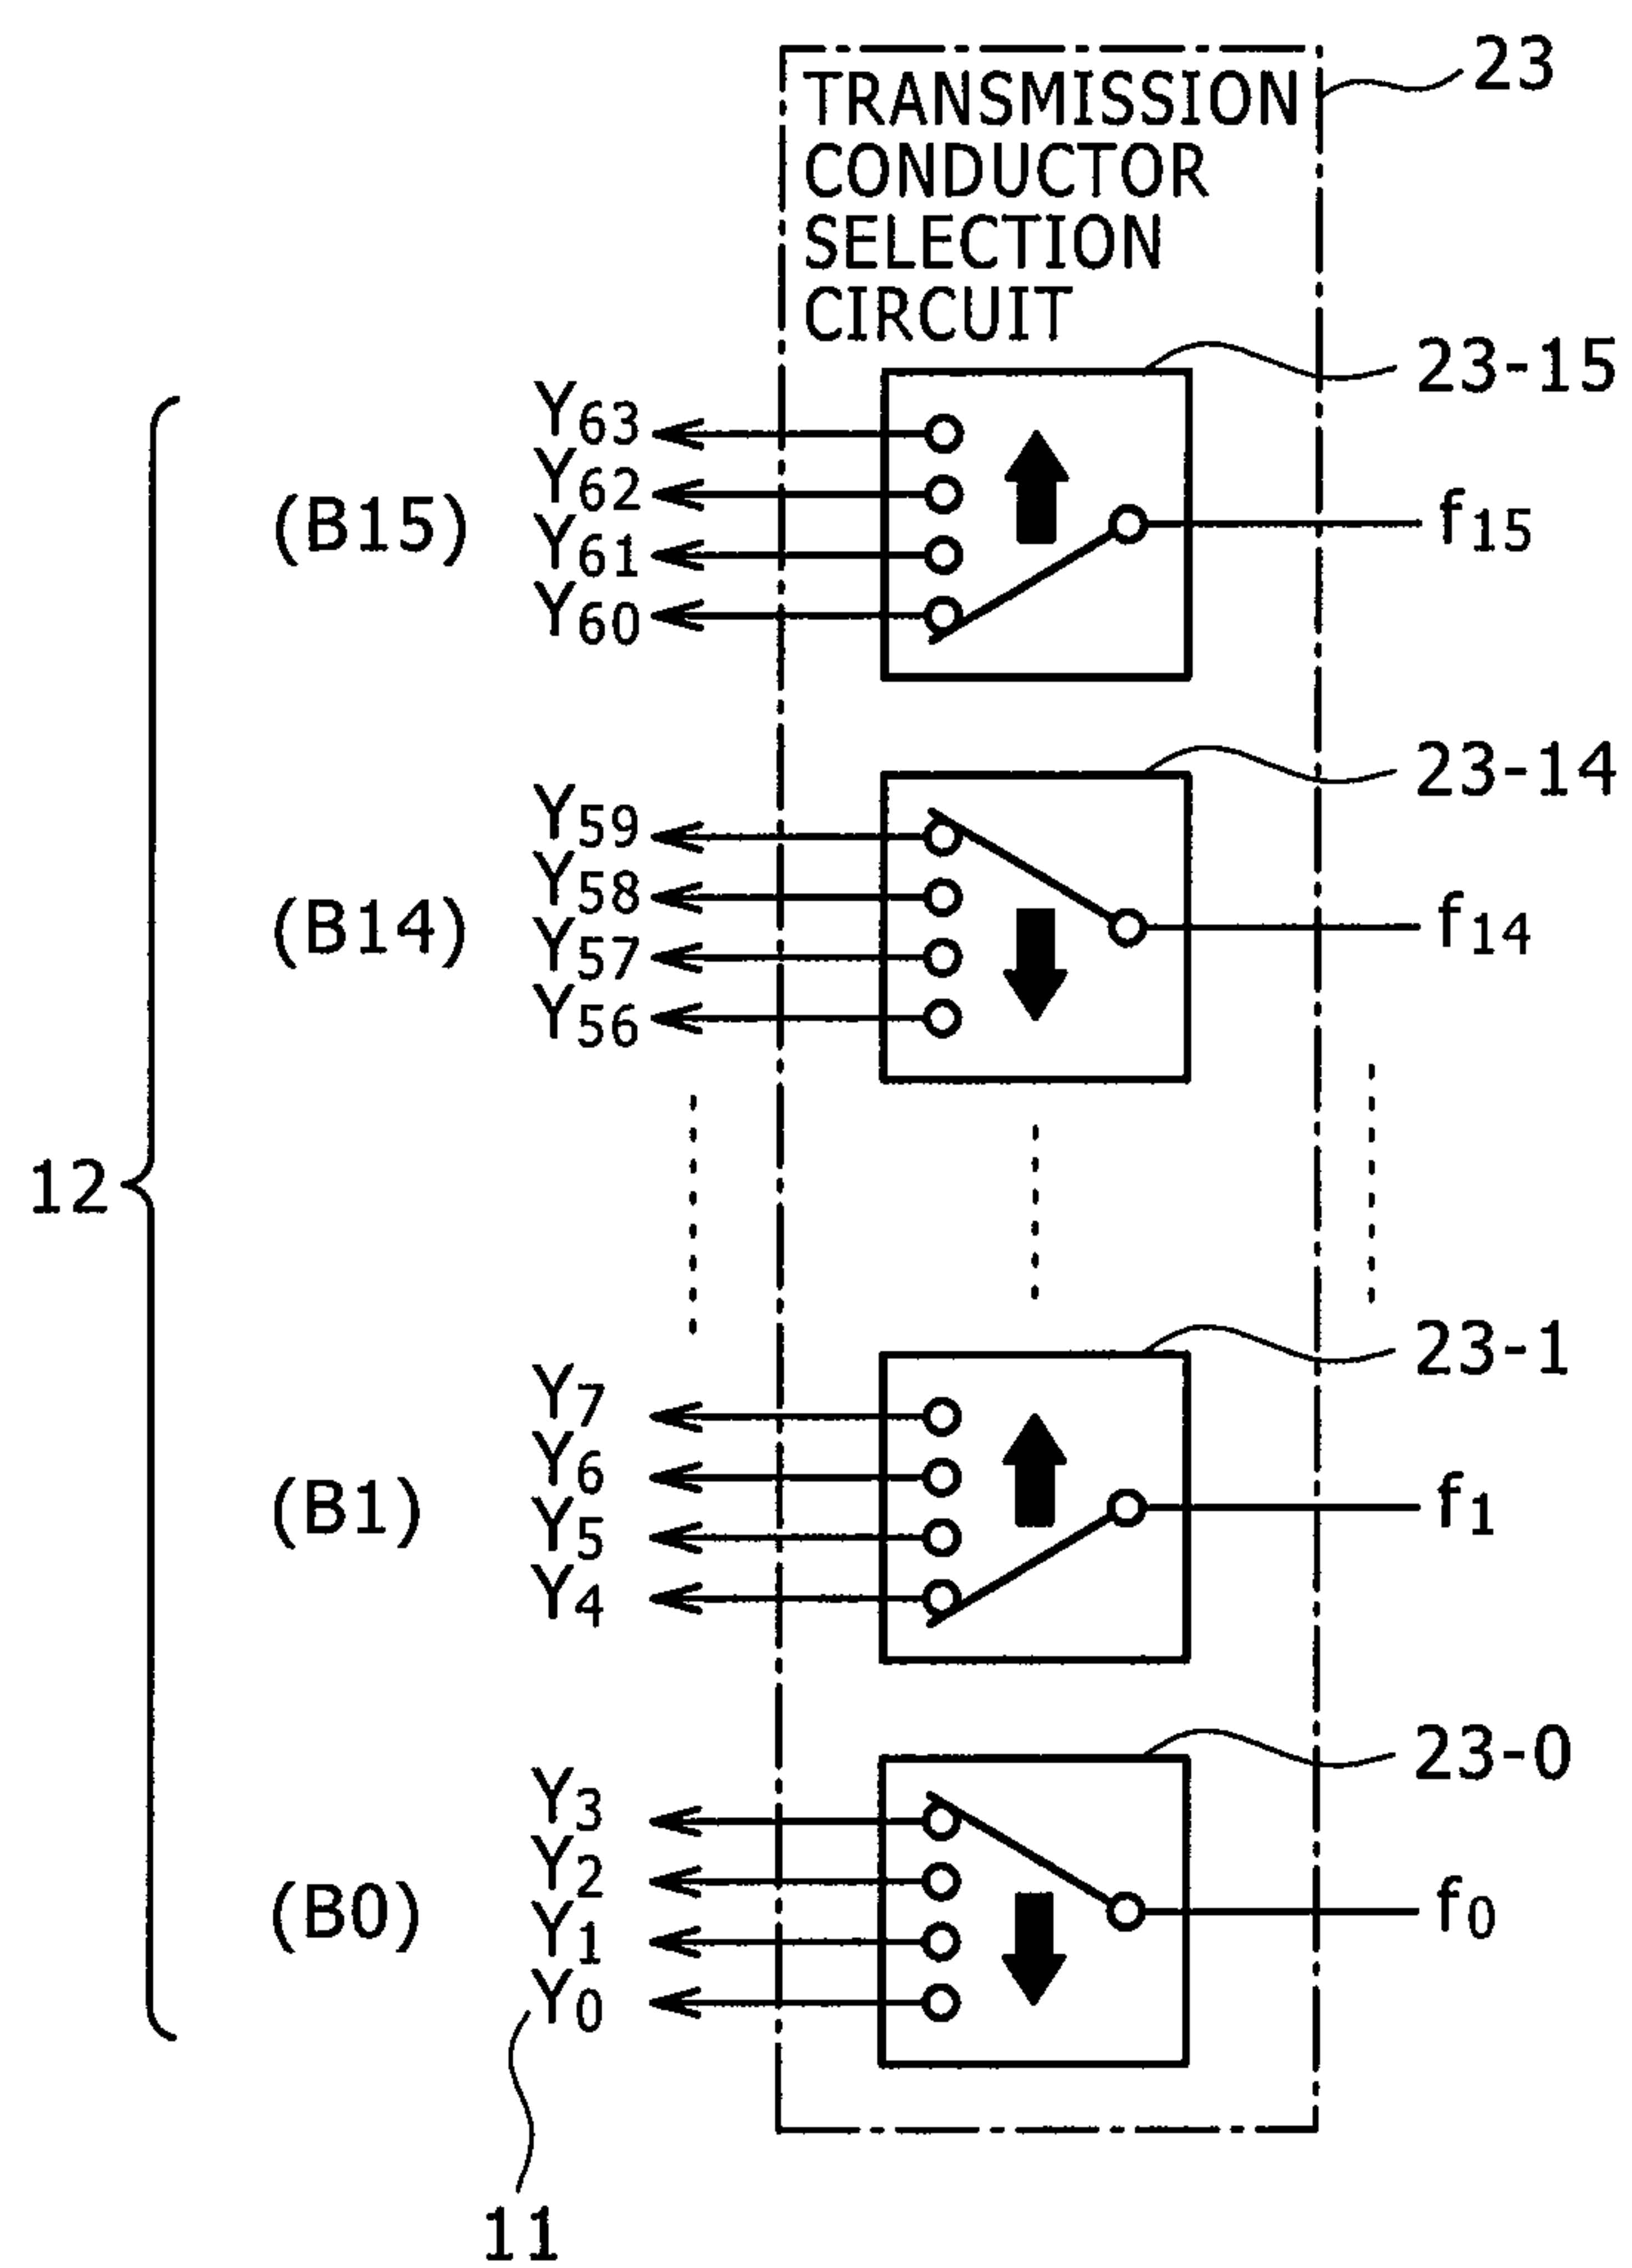 23
TRANSMISSION
CONDUCTOR
SELECTION
CIRCUIT
23-15
Y63
Y62
(B15)
f15
Y61
Y60
23-14
Y59
Y58
(B14)
f14
Y57
Y56
12
23-1
Y7
Y6
(B1)
f1
Y5
Y4
23-0
Y3
Y2
(B0)
f0
Y1
Y0
11